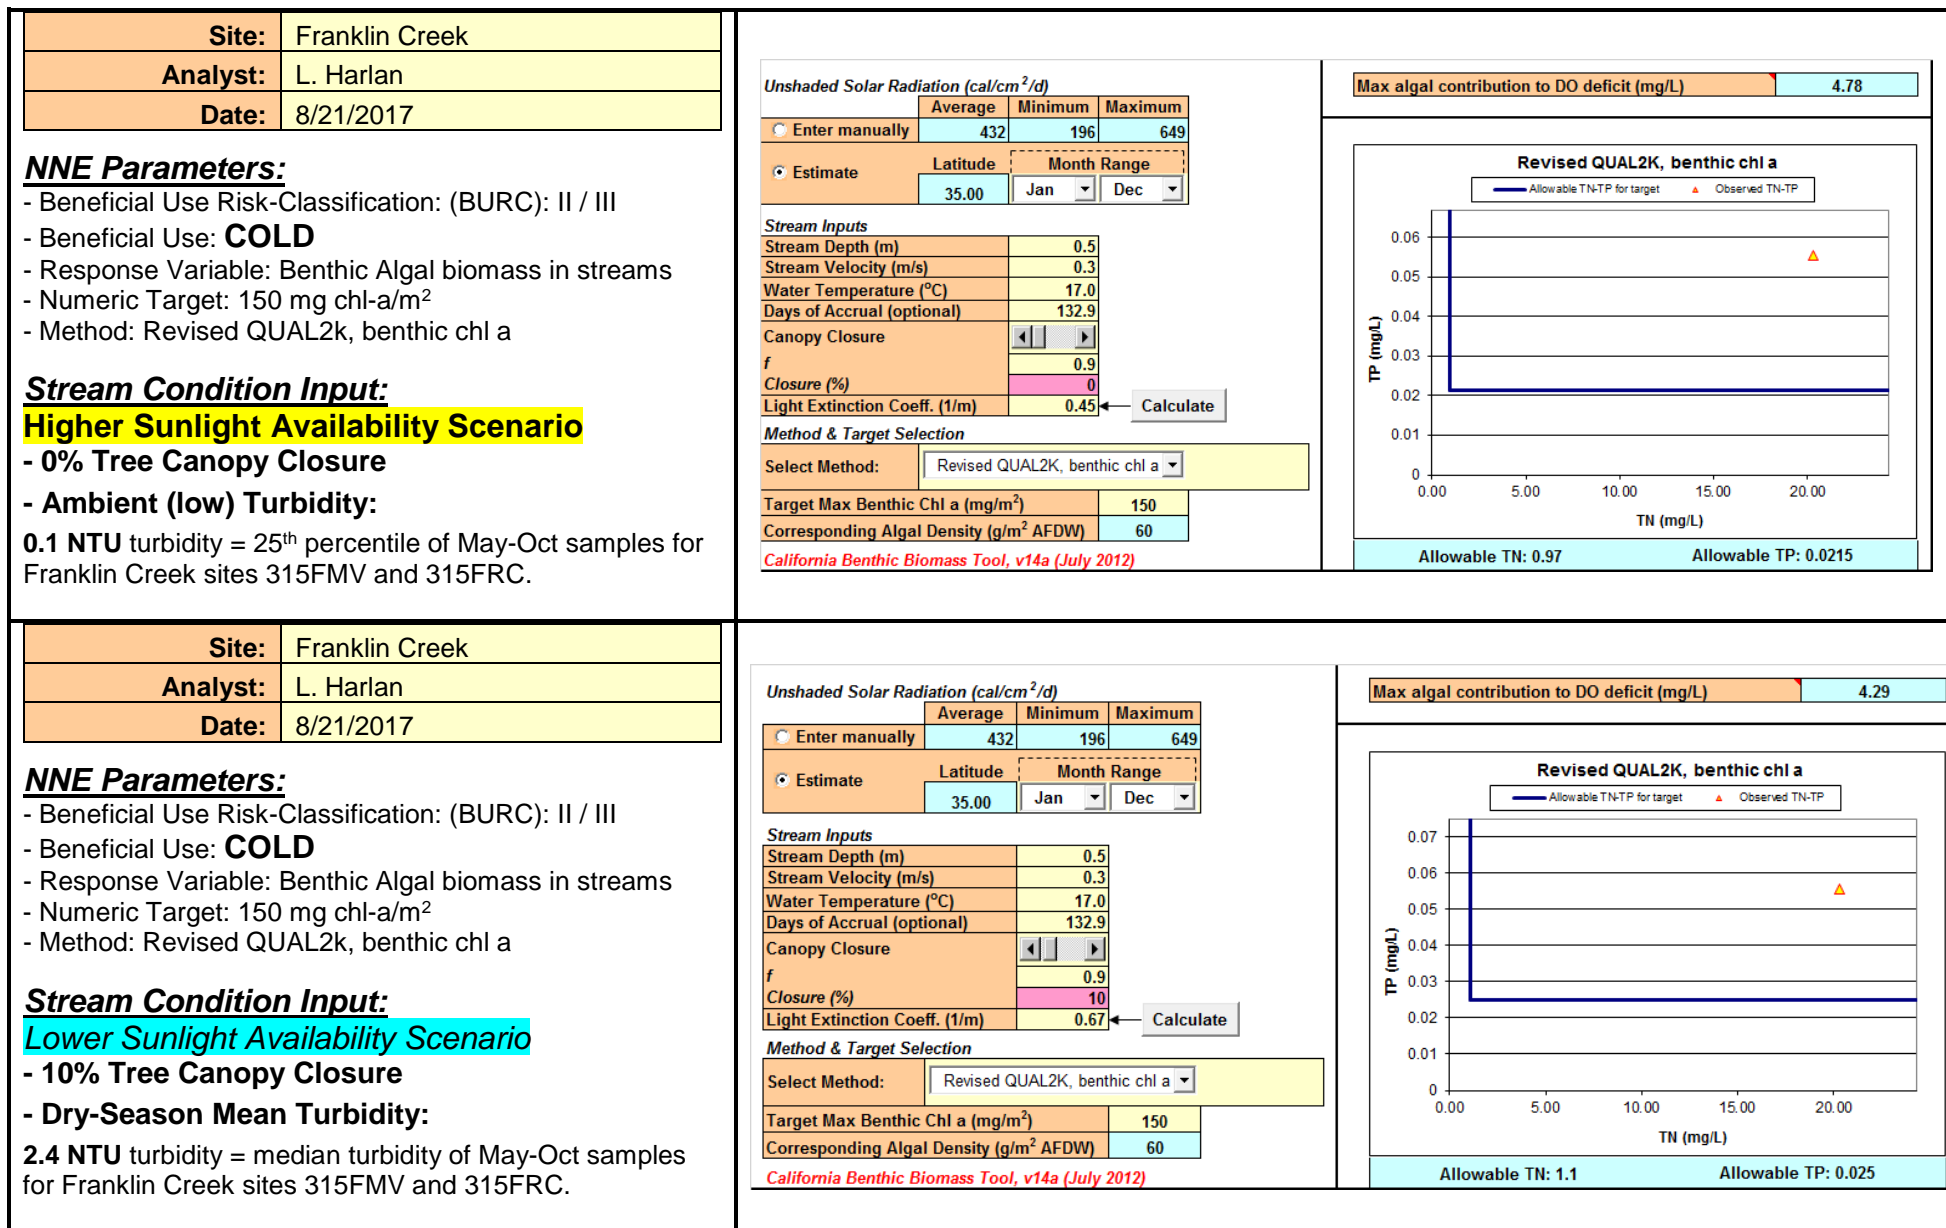 Site: Franklin Creek
Analyst: L. Harlan
Date: 8/21/2017
NNE Parameters:
- Beneficial Use Risk-Classification: (BURC): II / III
- Beneficial Use: COLD
- Response Variable: Benthic Algal biomass in streams
- Numeric Target: 150 mg chl-a/m²
- Method: Revised QUAL2k, benthic chl a
Stream Condition Input:
Higher Sunlight Availability Scenario
- 0% Tree Canopy Closure
- Ambient (low) Turbidity:
0.1 NTU turbidity = 25th percentile of May-Oct samples for
Franklin Creek sites 315FMV and 315FRC.
Unshaded Solar Radiation (cal/cm²/d)
Average Minimum Maximum
Enter manually 432 196 649
Estimate Latitude Month Range
35.00 Jan Dec
Stream Inputs
Stream Depth (m) 0.5
Stream Velocity (m/s) 0.3
Water Temperature (°C) 17.0
Days of Accrual (optional) 132.9
Canopy Closure
f 0.9
Closure (%) 0
Light Extinction Coeff. (1/m) 0.45 Calculate
Method & Target Selection
Select Method: Revised QUAL2K, benthic chl a
Target Max Benthic Chl a (mg/m²) 150
Corresponding Algal Density (g/m² AFDW) 60
California Benthic Biomass Tool, v14a (July 2012)
Max algal contribution to DO deficit (mg/L) 4.78
Revised QUAL2K, benthic chl a
Allowable TN-TP for target Observed TN-TP
TP (mg/L)
0.06
0.05
0.04
0.03
0.02
0.01
0
0.00 5.00 10.00 15.00 20.00
TN (mg/L)
Allowable TN: 0.97 Allowable TP: 0.0215
Site: Franklin Creek
Analyst: L. Harlan
Date: 8/21/2017
NNE Parameters:
- Beneficial Use Risk-Classification: (BURC): II / III
- Beneficial Use: COLD
- Response Variable: Benthic Algal biomass in streams
- Numeric Target: 150 mg chl-a/m²
- Method: Revised QUAL2k, benthic chl a
Stream Condition Input:
Lower Sunlight Availability Scenario
- 10% Tree Canopy Closure
- Dry-Season Mean Turbidity:
2.4 NTU turbidity = median turbidity of May-Oct samples
for Franklin Creek sites 315FMV and 315FRC.
Unshaded Solar Radiation (cal/cm²/d)
Average Minimum Maximum
Enter manually 432 196 649
Estimate Latitude Month Range
35.00 Jan Dec
Stream Inputs
Stream Depth (m) 0.5
Stream Velocity (m/s) 0.3
Water Temperature (°C) 17.0
Days of Accrual (optional) 132.9
Canopy Closure
f 0.9
Closure (%) 10
Light Extinction Coeff. (1/m) 0.67 Calculate
Method & Target Selection
Select Method: Revised QUAL2K, benthic chl a
Target Max Benthic Chl a (mg/m²) 150
Corresponding Algal Density (g/m² AFDW) 60
California Benthic Biomass Tool, v14a (July 2012)
Max algal contribution to DO deficit (mg/L) 4.29
Revised QUAL2K, benthic chl a
Allowable TN-TP for target Observed TN-TP
TP (mg/L)
0.07
0.06
0.05
0.04
0.03
0.02
0.01
0
0.00 5.00 10.00 15.00 20.00
TN (mg/L)
Allowable TN: 1.1 Allowable TP: 0.025